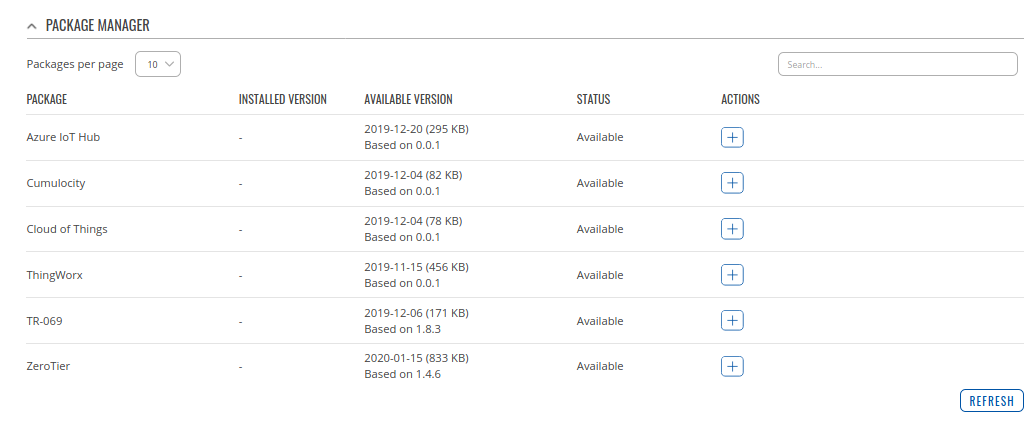 PACKAGE MANAGER
Packages per page 10 Search...
PACKAGE INSTALLED VERSION AVAILABLE VERSION STATUS ACTIONS
Azure IoT Hub - 2019-12-20 (295 KB) Available
Based on 0.0.1
Cumulocity - 2019-12-04 (82 KB) Available
Based on 0.0.1
Cloud of Things - 2019-12-04 (78 KB) Available
Based on 0.0.1
ThingWorx - 2019-11-15 (456 KB) Available
Based on 0.0.1
TR-069 - 2019-12-06 (171 KB) Available
Based on 1.8.3
ZeroTier - 2020-01-15 (833 KB) Available
Based on 1.4.6
REFRESH